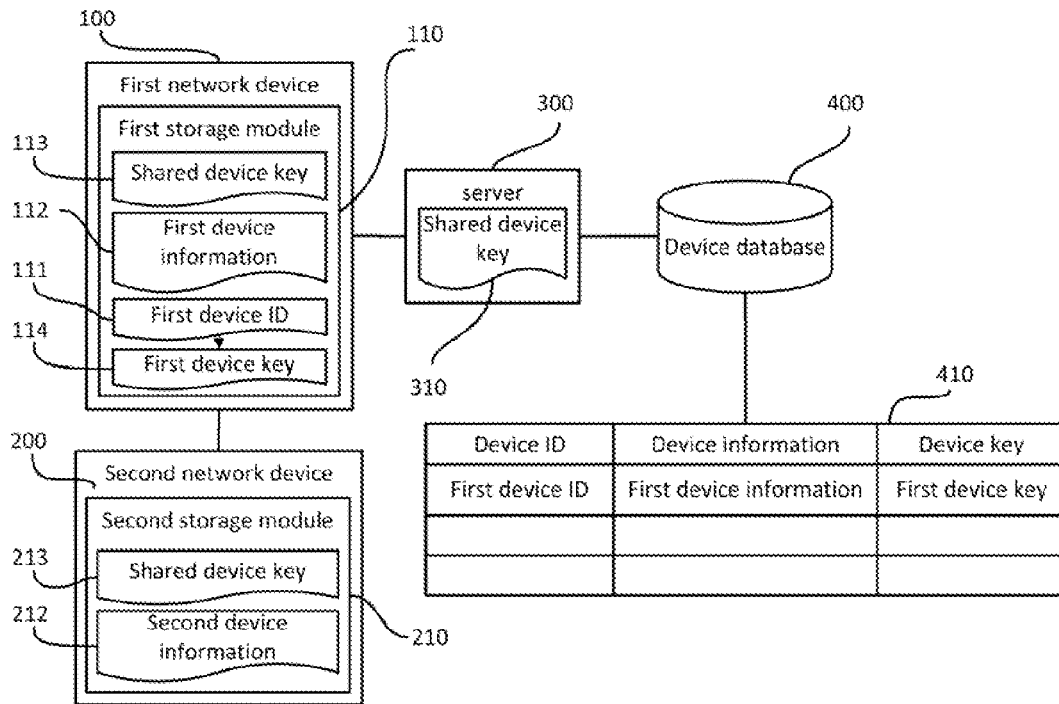 100
First network device
110
First storage module
113
Shared device key
112
First device
information
111
First device ID
114
First device key
300
server
Shared device
key
310
400
Device database
410
Device ID Device information Device key
First device ID First device information First device key
200
Second network device
Second storage module
213
Shared device key
212
Second device
information
210